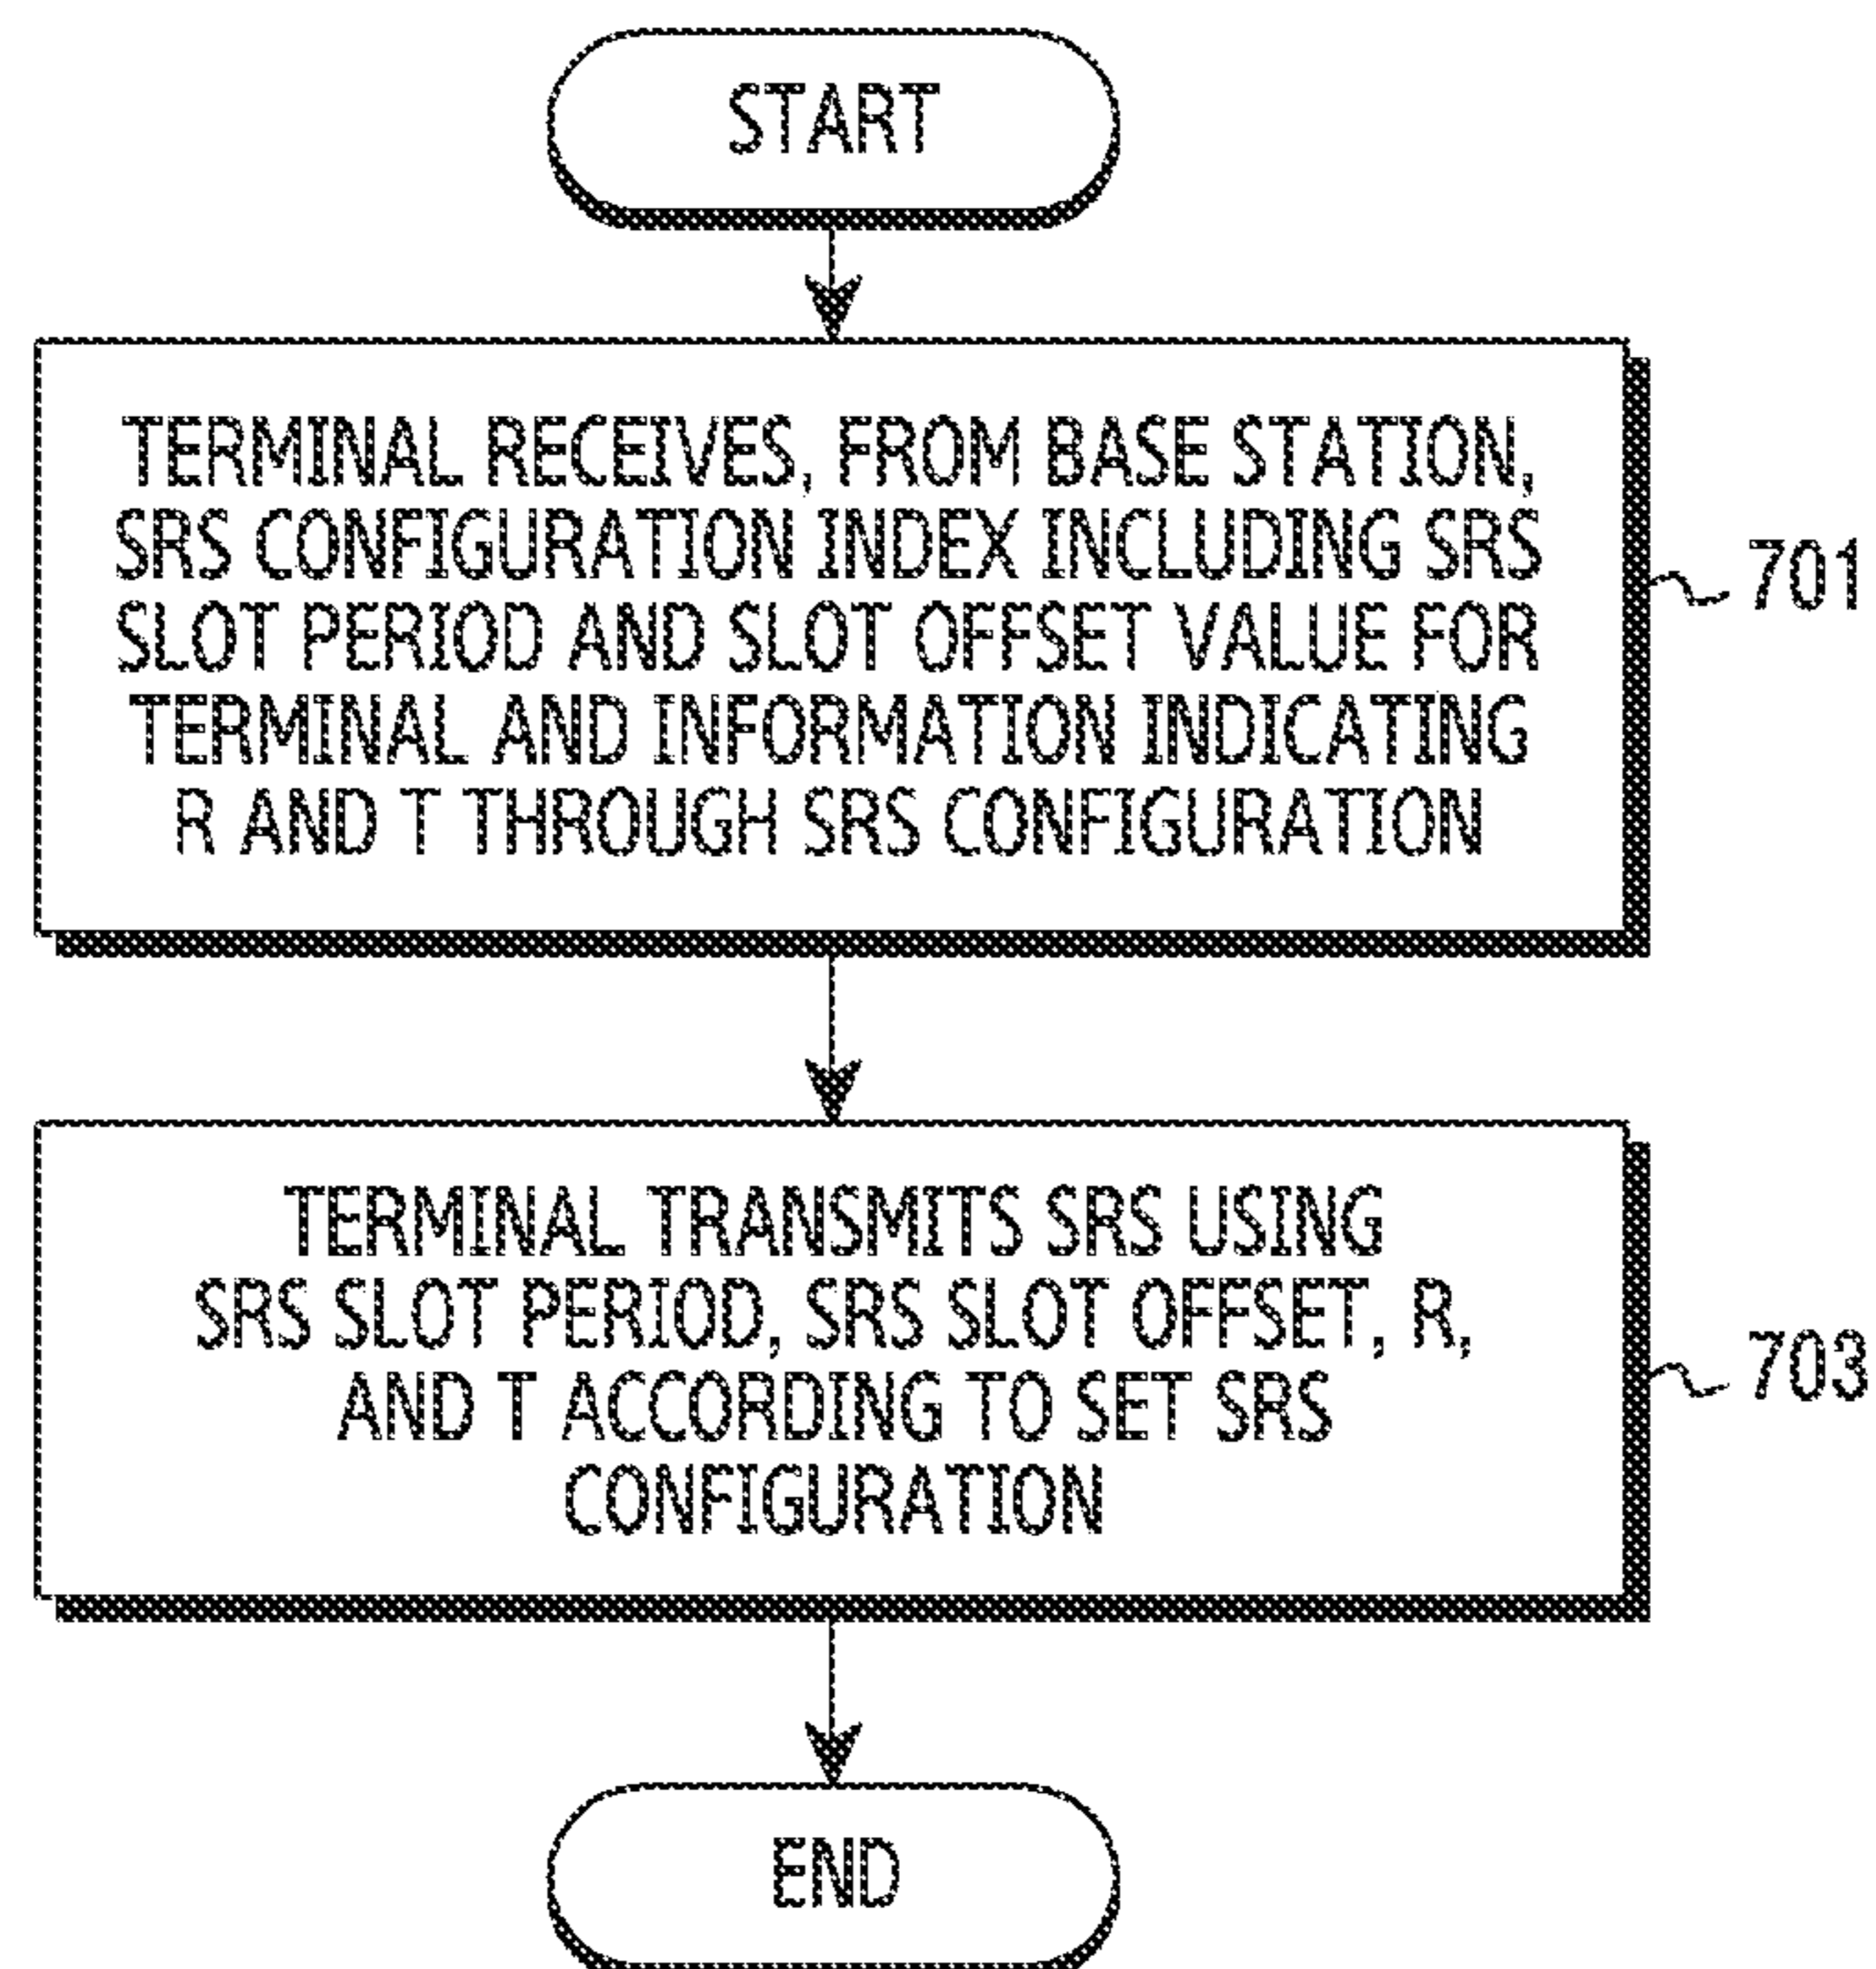 START
TERMINAL RECEIVES, FROM BASE STATION,
SRS CONFIGURATION INDEX INCLUDING SRS
SLOT PERIOD AND SLOT OFFSET VALUE FOR
TERMINAL AND INFORMATION INDICATING
R AND T THROUGH SRS CONFIGURATION
701
TERMINAL TRANSMITS SRS USING
SRS SLOT PERIOD, SRS SLOT OFFSET, R,
AND T ACCORDING TO SET SRS
CONFIGURATION
703
END